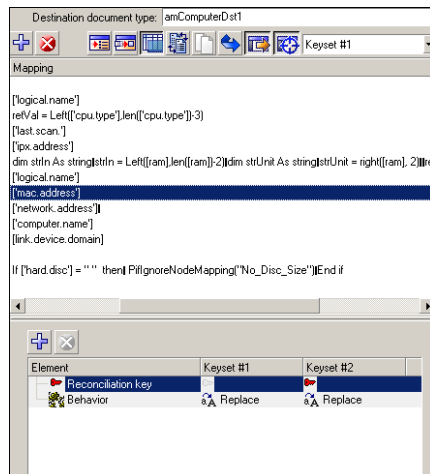 Destination document type: amComputerDst1
Keyset #1
Mapping
['logical.name']
retVal = Left(['cpu.type'],len(['cpu.type'])-3)
['last.scan.']
['ipx.address']
dim strIn As string|strIn = Left([ram],len([ram])-2)|dim strUnit As string|strUnit = right([ram], 2)||re
['logical.name']
['mac.address']
['network.address']|
['computer.name']
[link.device.domain]
If ['hard.disc'] = " " then| PifIgnoreNodeMapping("No_Disc_Size")|End if
Element Keyset #1 Keyset #2
Reconciliation key
Behavior Replace Replace